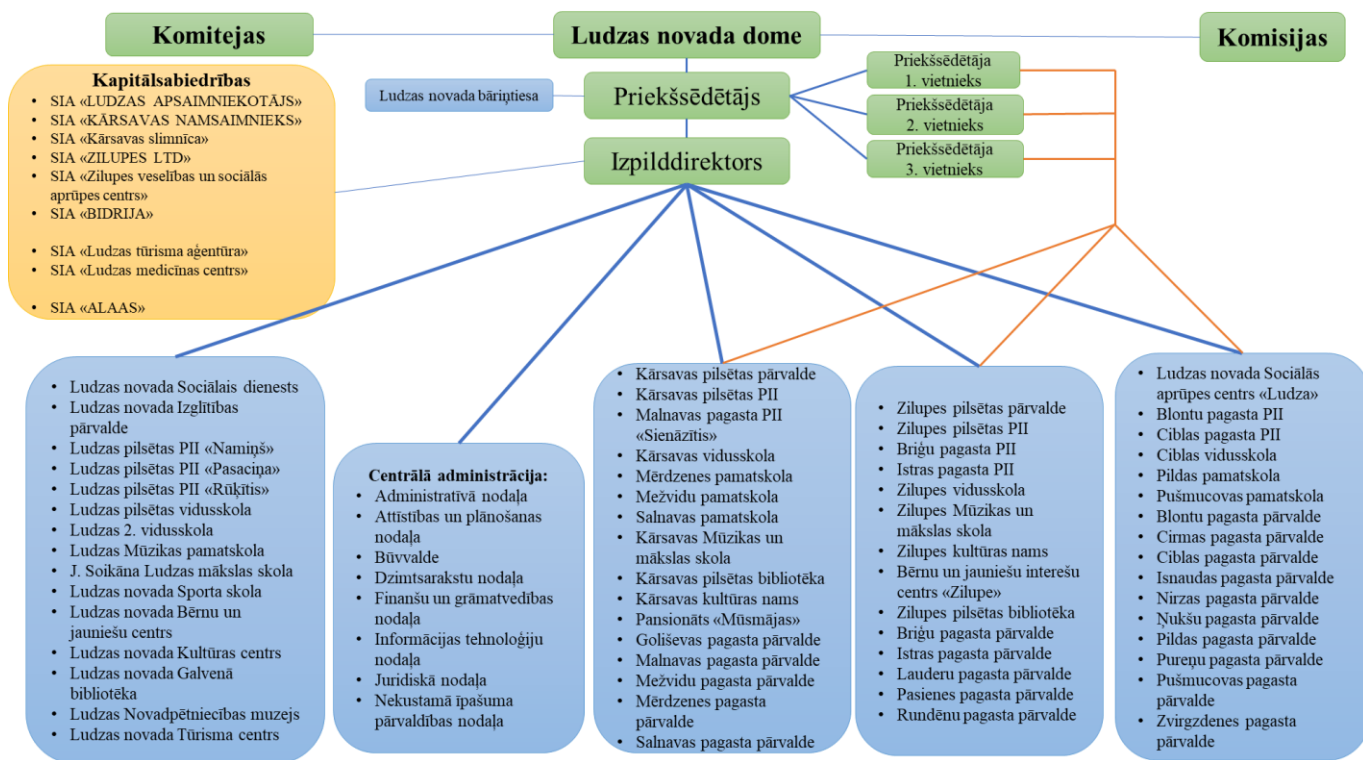 Komitejas
Ludzas novada dome
Komisijas
Kapitālsabiedrības
• SIA «LUDZAS APSAIMNIEKOTĀJS»
• SIA «KĀRSAVAS NAMSAIMNIEKS»
• SIA «Kārsavas slimnīca»
• SIA «ZILUPES LTD»
• SIA «Zilupes veselības un sociālās
aprūpes centrs»
• SIA «BIDRIJA»
• SIA «Ludzas tūrisma aģentūra»
• SIA «Ludzas medicīnas centrs»
• SIA «ALAAS»
Ludzas novada bāriņtiesa
Priekšsēdētājs
Izpilddirektors
Priekšsēdētāja
1. vietnieks
Priekšsēdētāja
2. vietnieks
Priekšsēdētāja
3. vietnieks
• Ludzas novada Sociālais dienests
• Ludzas novada Izglītības
pārvalde
• Ludzas pilsētas PII «Namiņš»
• Ludzas pilsētas PII «Pasaciņa»
• Ludzas pilsētas PII «Rūķītis»
• Ludzas pilsētas vidusskola
• Ludzas 2. vidusskola
• Ludzas Mūzikas pamatskola
• J. Soikāna Ludzas mākslas skola
• Ludzas novada Sporta skola
• Ludzas novada Bērnu un
jauniešu centrs
• Ludzas novada Kultūras centrs
• Ludzas novada Galvenā
bibliotēka
• Ludzas Novadpētniecības muzejs
• Ludzas novada Tūrisma centrs
Centrālā administrācija:
• Administratīvā nodaļa
• Attīstības un plānošanas
nodaļa
• Būvvalde
• Dzimtsarakstu nodaļa
• Finanšu un grāmatvedības
nodaļa
• Informācijas tehnoloģiju
nodaļa
• Juridiskā nodaļa
• Nekustamā īpašuma
pārvaldības nodaļa
• Kārsavas pilsētas pārvalde
• Kārsavas pilsētas PII
• Malnavas pagasta PII
«Sienāzītis»
• Kārsavas vidusskola
• Mērdzenes pamatskola
• Mežvidu pamatskola
• Salnavas pamatskola
• Kārsavas Mūzikas un
mākslas skola
• Kārsavas pilsētas bibliotēka
• Kārsavas kultūras nams
• Pansionāts «Mūsmājas»
• Goliševas pagasta pārvalde
• Malnavas pagasta pārvalde
• Mežvidu pagasta pārvalde
• Mērdzenes pagasta
pārvalde
• Salnavas pagasta pārvalde
• Zilupes pilsētas pārvalde
• Zilupes pilsētas PII
• Briģu pagasta PII
• Istras pagasta PII
• Zilupes vidusskola
• Zilupes Mūzikas un
mākslas skola
• Zilupes kultūras nams
• Bērnu un jauniešu interešu
centrs «Zilupe»
• Zilupes pilsētas bibliotēka
• Briģu pagasta pārvalde
• Istras pagasta pārvalde
• Lauderu pagasta pārvalde
• Pasienes pagasta pārvalde
• Rundēnu pagasta pārvalde
• Ludzas novada Sociālās
aprūpes centrs «Ludza»
• Blontu pagasta PII
• Ciblas pagasta PII
• Ciblas vidusskola
• Pildas pamatskola
• Pušmucovas pamatskola
• Blontu pagasta pārvalde
• Cirmas pagasta pārvalde
• Ciblas pagasta pārvalde
• Isnaudas pagasta pārvalde
• Nirzas pagasta pārvalde
• Ņukšu pagasta pārvalde
• Pildas pagasta pārvalde
• Pureņu pagasta pārvalde
• Pušmucovas pagasta
pārvalde
• Zvirgzdenes pagasta
pārvalde